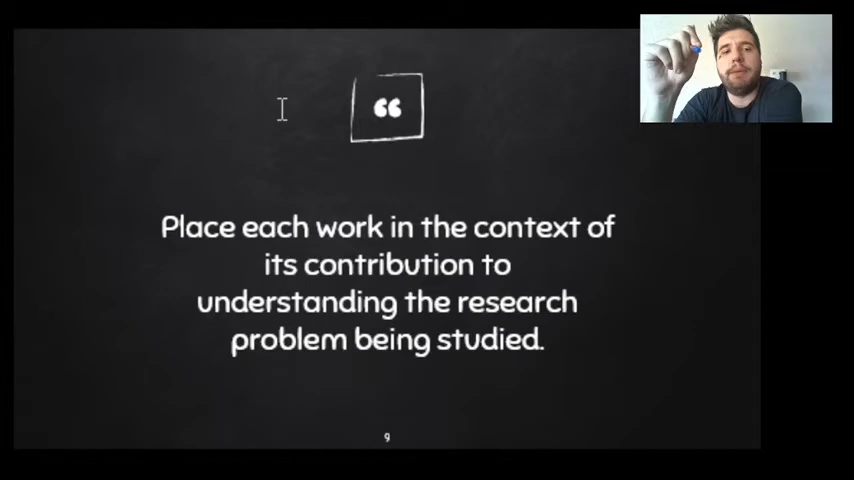 “
Place each work in the context of
its contribution to
understanding the research
problem being studied.
9